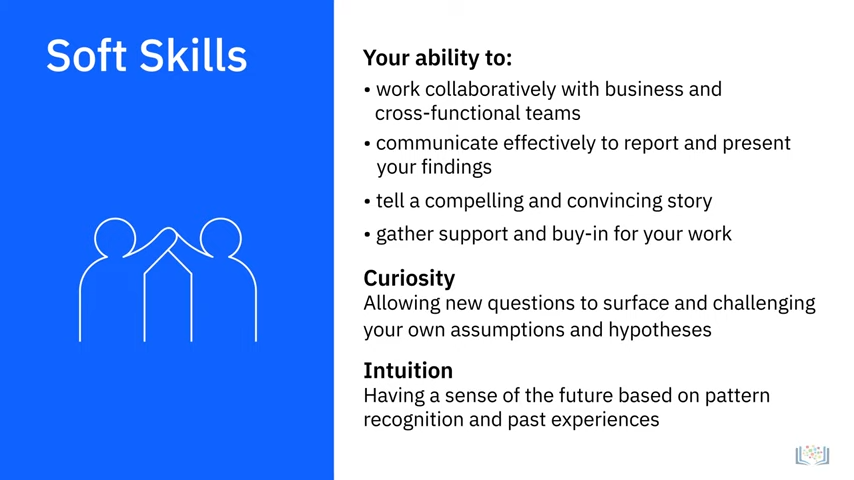 Soft Skills
Your ability to:
• work collaboratively with business and
cross-functional teams
• communicate effectively to report and present
your findings
• tell a compelling and convincing story
• gather support and buy-in for your work
Curiosity
Allowing new questions to surface and challenging
your own assumptions and hypotheses
Intuition
Having a sense of the future based on pattern
recognition and past experiences